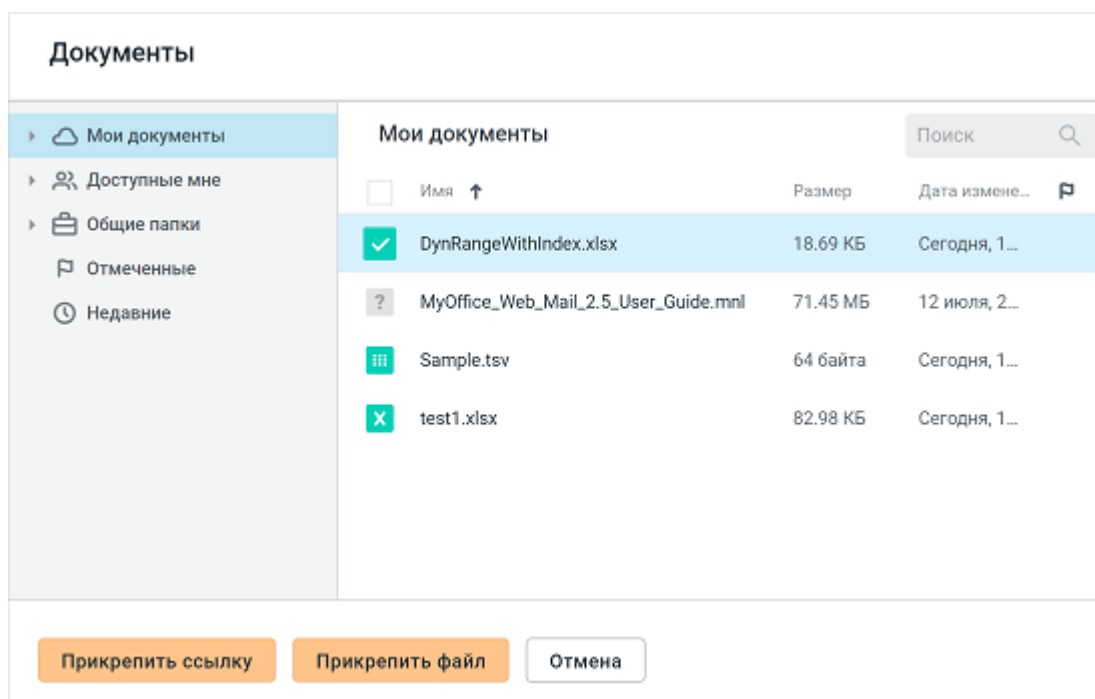 Документы
Мои документы
Доступные мне
Общие папки
Отмеченные
Недавние
Мои документы
Поиск
Имя Размер Дата измене...
DynRangeWithIndex.xlsx 18.69 КБ Сегодня, 1...
? MyOffice_Web_Mail_2.5_User_Guide.mnl 71.45 МБ 12 июля, 2...
Sample.tsv 64 байта Сегодня, 1...
X test1.xlsx 82.98 КБ Сегодня, 1...
Прикрепить ссылку Прикрепить файл Отмена